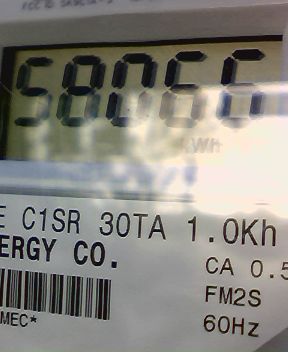 58066
kWh
E C1SR 30TA 1.0Kh
ERGY CO.
CA 0.5
FM2S
MEC*
60Hz